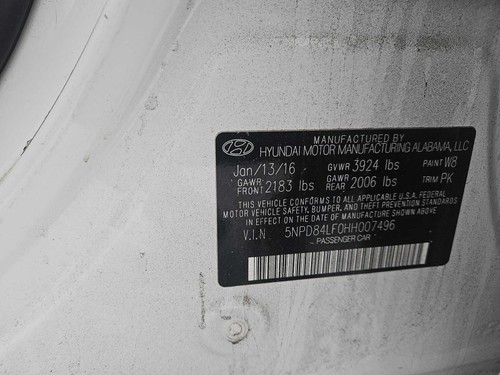 MANUFACTURED BY
HYUNDAI MOTOR MANUFACTURING ALABAMA, LLC
Jan/13/16 GVWR 3924 lbs PAINT W8
GAWR FRONT 2183 lbs GAWR REAR 2006 lbs TRIM PK
THIS VEHICLE CONFORMS TO ALL APPLICABLE U.S.A. FEDERAL
MOTOR VEHICLE SAFETY, BUMPER, AND THEFT PREVENTION STANDARDS
IN EFFECT ON THE DATE OF MANUFACTURE SHOWN ABOVE.
V.I.N 5NPD84LF0HH007496
~ PASSENGER CAR ~